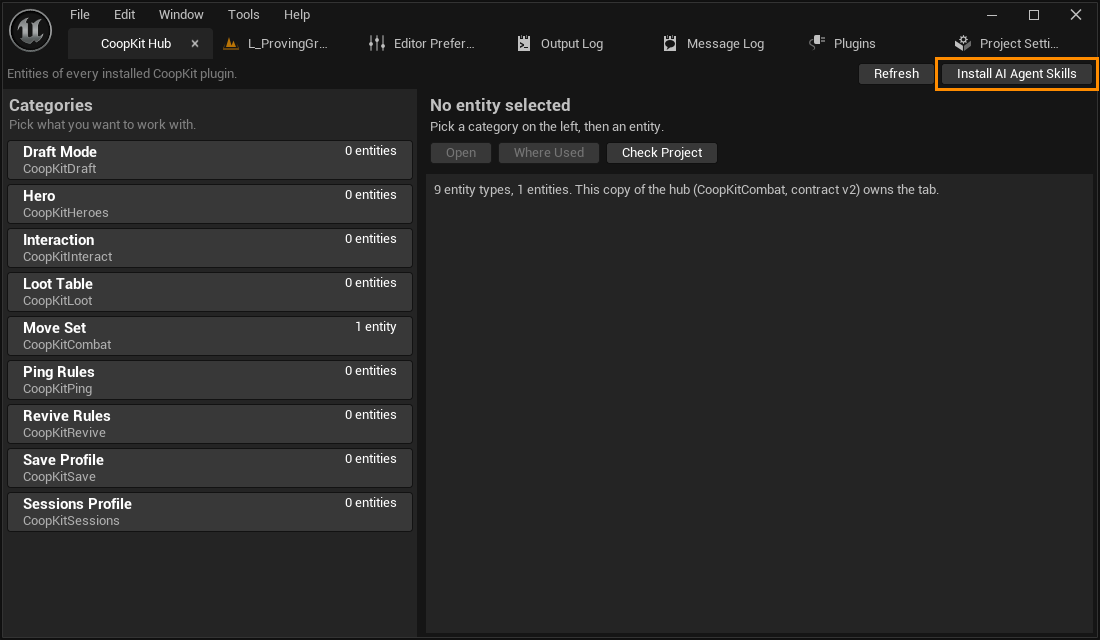 File Edit Window Tools Help
CoopKit Hub × L_ProvingGr... Editor Prefer... Output Log Message Log Plugins Project Setti...
Entities of every installed CoopKit plugin. Refresh Install AI Agent Skills
Categories
Pick what you want to work with.
Draft Mode 0 entities
CoopKitDraft
Hero 0 entities
CoopKitHeroes
Interaction 0 entities
CoopKitInteract
Loot Table 0 entities
CoopKitLoot
Move Set 1 entity
CoopKitCombat
Ping Rules 0 entities
CoopKitPing
Revive Rules 0 entities
CoopKitRevive
Save Profile 0 entities
CoopKitSave
Sessions Profile 0 entities
CoopKitSessions
No entity selected
Pick a category on the left, then an entity.
Open Where Used Check Project
9 entity types, 1 entities. This copy of the hub (CoopKitCombat, contract v2) owns the tab.